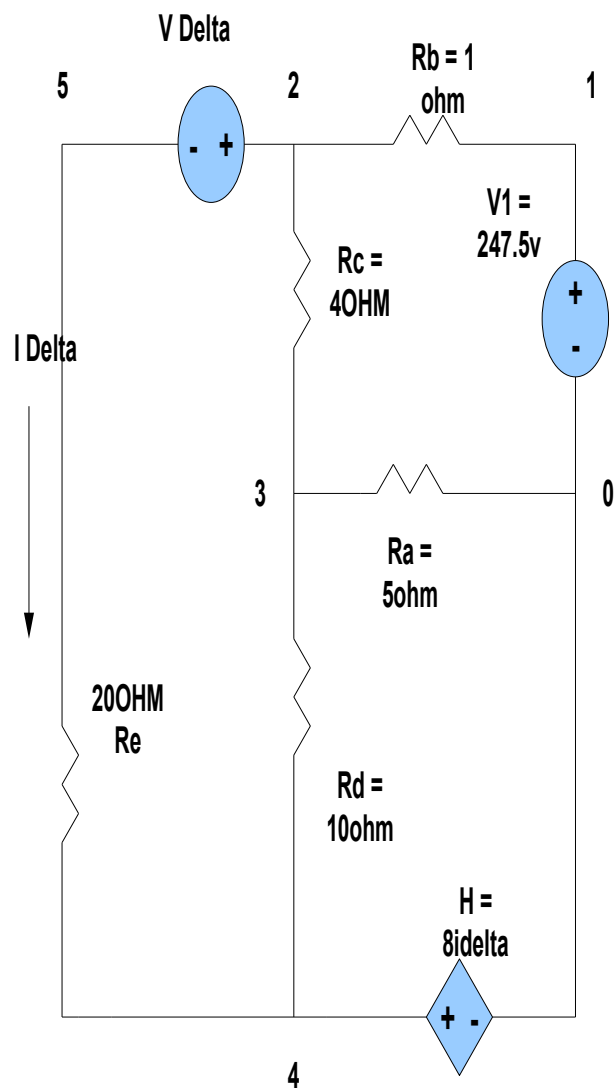 V Delta
5
2
Rb = 1
ohm
1
- +
V1 =
247.5v
Rc =
4OHM
+
-
I Delta
3
0
Ra =
5ohm
20OHM
Re
Rd =
10ohm
H =
8idelta
+ -
4